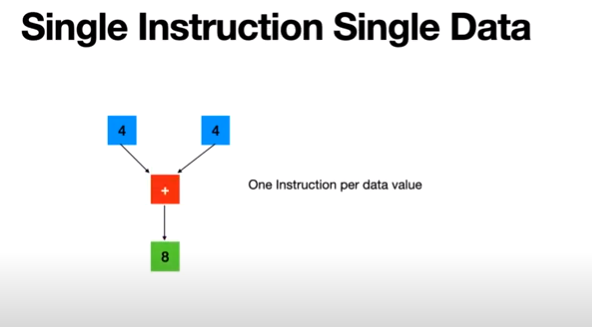 Single Instruction Single Data
4 4
+
One Instruction per data value
8